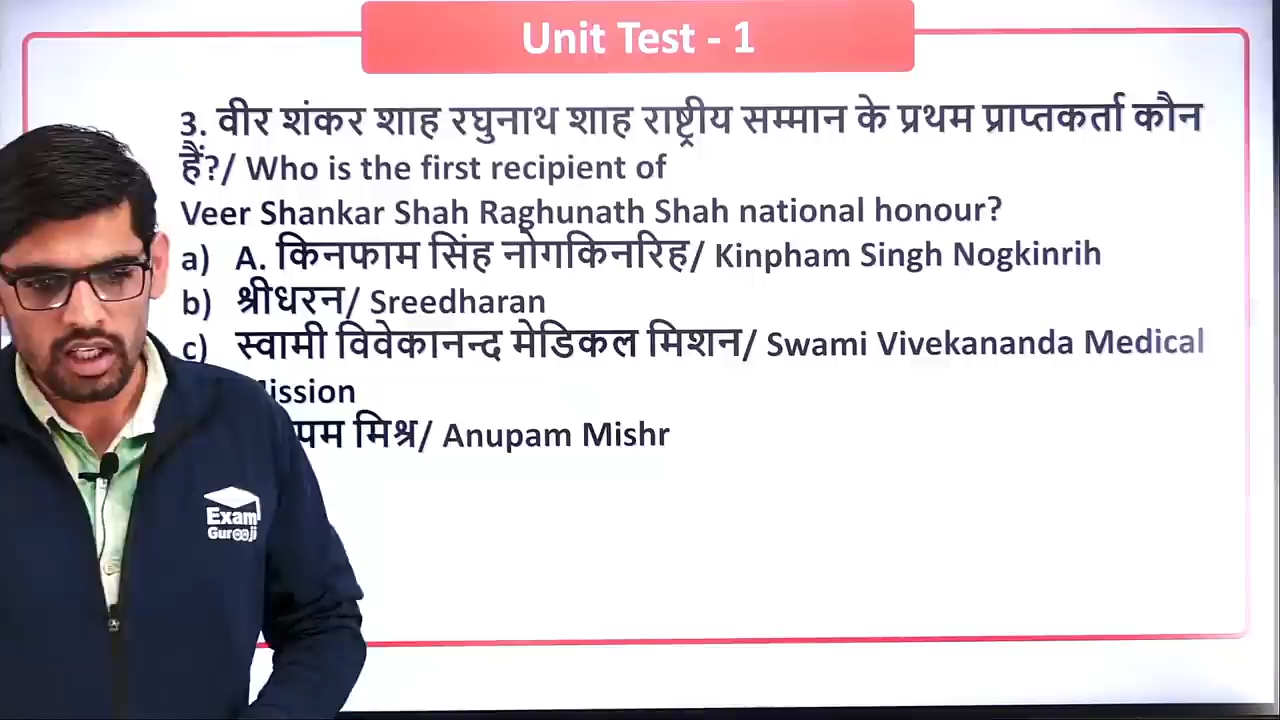 Unit Test - 1
3. वीर शंकर शाह रघुनाथ शाह राष्ट्रीय सम्मान के प्रथम प्राप्तकर्ता कौन
हैं?/ Who is the first recipient of
Veer Shankar Shah Raghunath Shah national honour?
a) A. किनफाम सिंह नोगकिनरिह/ Kinpham Singh Nogkinrih
b) श्रीधरन/ Sreedharan
c) स्वामी विवेकानन्द मेडिकल मिशन/ Swami Vivekananda Medical
ission
पम मिश्र/ Anupam Mishr
Exam
Gurooji